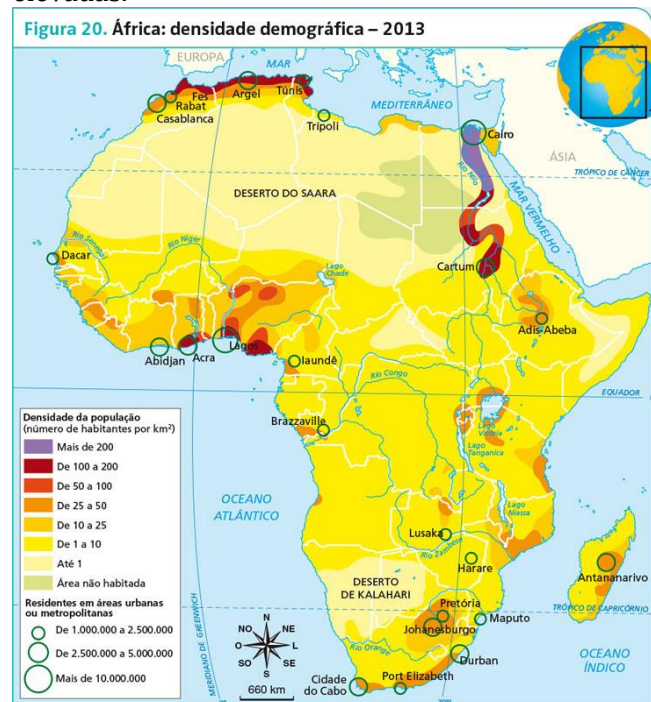 Figura 20. África: densidade demográfica – 2013
EUROPA
MAR
MEDITERRÂNEO
ÁSIA
Fes
Rabat
Casablanca
Argel
Túnis
Trípoli
Cairo
Rio Nilo
TRÓPICO DE CÂNCER
MAR VERMELHO
DESERTO DO SAARA
Rio Senegal
Dacar
Rio Níger
Lago
Chade
Cartum
Adis-Abeba
Abidjan
Acra
Lagos
Iaundê
Rio Congo
EQUADOR
Brazzaville
Lago
Vitória
Lago
Tanganica
Lago
Niassa
OCEANO
ATLÂNTICO
Lusaka
Rio Zambeze
Harare
Antananarivo
DESERTO
DE KALAHARI
Pretória
Maputo
TRÓPICO DE CAPRICÓRNIO
Johanesburgo
Rio Orange
Durban
Port Elizabeth
Cidade
do Cabo
OCEANO
ÍNDICO
MERIDIANO DE GREENWICH
N
NE
L
SE
S
SO
O
NO
660 km
Densidade da população
(número de habitantes por km²)
Mais de 200
De 100 a 200
De 50 a 100
De 25 a 50
De 10 a 25
De 1 a 10
Até 1
Área não habitada
Residentes em áreas urbanas
ou metropolitanas
De 1.000.000 a 2.500.000
De 2.500.000 a 5.000.000
Mais de 10.000.000